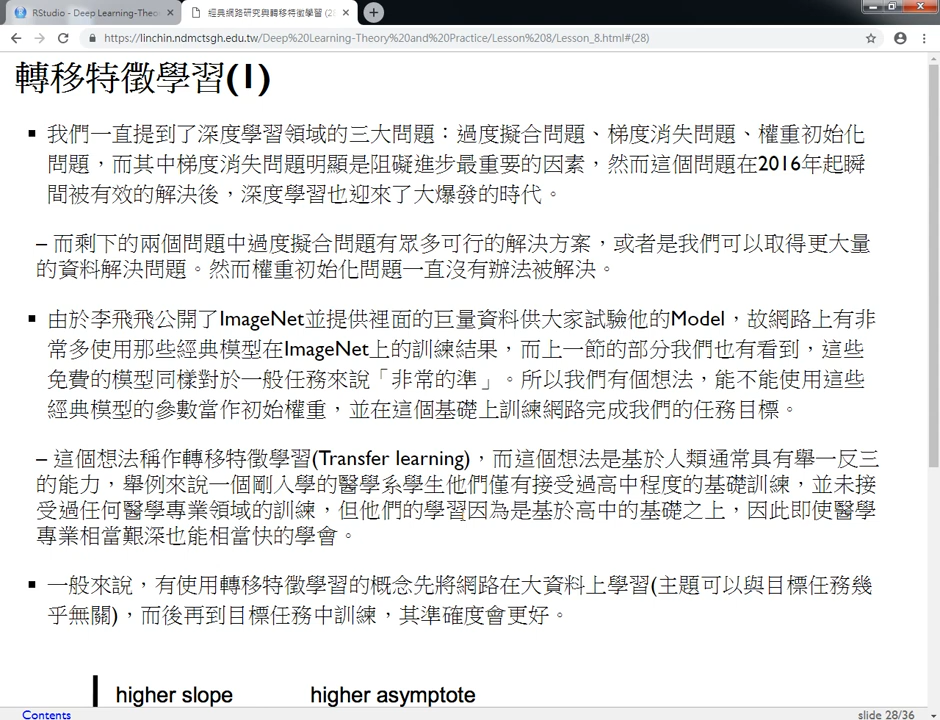 RStudio - Deep Learning-Theo
經典網路研究與轉移特徵學習 (2
https://linchin.ndmctsgh.edu.tw/Deep%20Learning-Theory%20and%20Practice/Lesson%208/Lesson_8.html#(28)
轉移特徵學習(1)
▪ 我們一直提到了深度學習領域的三大問題：過度擬合問題、梯度消失問題、權重初始化
問題，而其中梯度消失問題明顯是阻礙進步最重要的因素，然而這個問題在2016年起瞬
間被有效的解決後，深度學習也迎來了大爆發的時代。
– 而剩下的兩個問題中過度擬合問題有眾多可行的解決方案，或者是我們可以取得更大量
的資料解決問題。然而權重初始化問題一直沒有辦法被解決。
▪ 由於李飛飛公開了ImageNet並提供裡面的巨量資料供大家試驗他的Model，故網路上有非
常多使用那些經典模型在ImageNet上的訓練結果，而上一節的部分我們也有看到，這些
免費的模型同樣對於一般任務來說「非常的準」。所以我們有個想法，能不能使用這些
經典模型的參數當作初始權重，並在這個基礎上訓練網路完成我們的任務目標。
– 這個想法稱作轉移特徵學習(Transfer learning)，而這個想法是基於人類通常具有舉一反三
的能力，舉例來說一個剛入學的醫學系學生他們僅有接受過高中程度的基礎訓練，並未接
受過任何醫學專業領域的訓練，但他們的學習因為是基於高中的基礎之上，因此即使醫學
專業相當艱深也能相當快的學會。
▪ 一般來說，有使用轉移特徵學習的概念先將網路在大資料上學習(主題可以與目標任務幾
乎無關)，而後再到目標任務中訓練，其準確度會更好。
higher slope higher asymptote
Contents slide 28/36